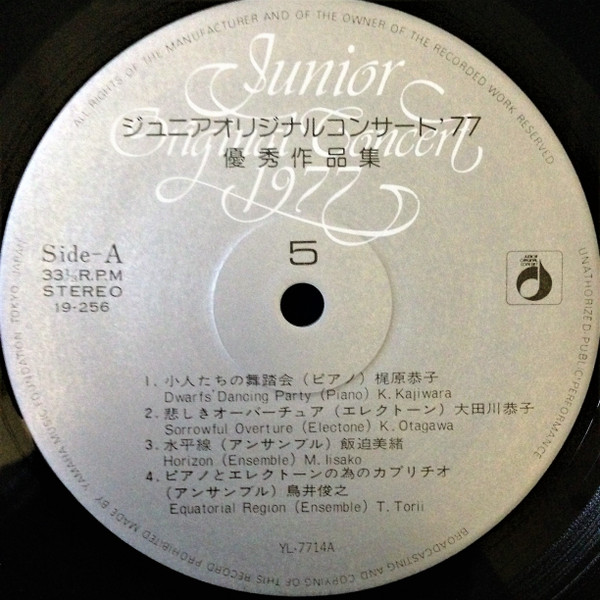 ALL RIGHTS OF THE MANUFACTURER AND OF THE OWNER OF THE RECORDED WORK RESERVED
Junior
Original Concert
1977
ジュニアオリジナルコンサート'77
優秀作品集
Side-A
33⅓R.P.M
STEREO
19-256
5
JUNIOR
ORIGINAL
CONCERT
1. 小人たちの舞踏会 (ピアノ) 梶原恭子
Dwarfs' Dancing Party (Piano) K. Kajiwara
2. 悲しきオーバーチュア (エレクトーン) 大田川恭子
Sorrowful Overture (Electone) K. Otagawa
3. 水平線 (アンサンブル) 飯迫美緒
Horizon (Ensemble) M. Iisako
4. ピアノとエレクトーンの為のカプリチオ
(アンサンブル)鳥井俊之
Equatorial Region (Ensemble) T. Torii
YL-7714A
UNATHORIZED PUBLIC PERFORMANCE
BROADCASTING AND COPYING OF THIS RECORD PROHIBITED MADE BY YAMAHA MUSIC FOUNDATION TOKYO JAPAN